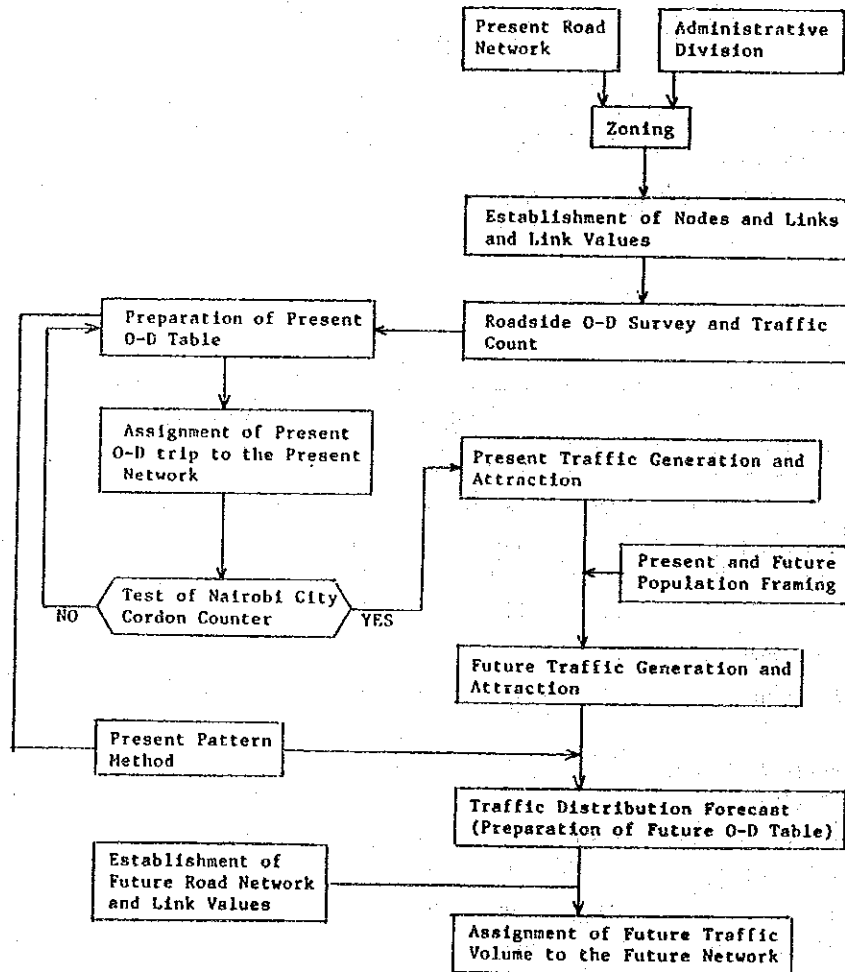 Present Road
Network
Administrative
Division
Zoning
Establishment of Nodes and Links
and Link Values
Preparation of Present
O-D Table
Roadside O-D Survey and Traffic
Count
Assignment of Present
O-D trip to the Present
Network
Present Traffic Generation and
Attraction
Present and Future
Population Framing
Test of Nairobi City
Cordon Counter
NO
YES
Future Traffic Generation and
Attraction
Present Pattern
Method
Traffic Distribution Forecast
(Preparation of Future O-D Table)
Establishment of
Future Road Network
and Link Values
Assignment of Future Traffic
Volume to the Future Network